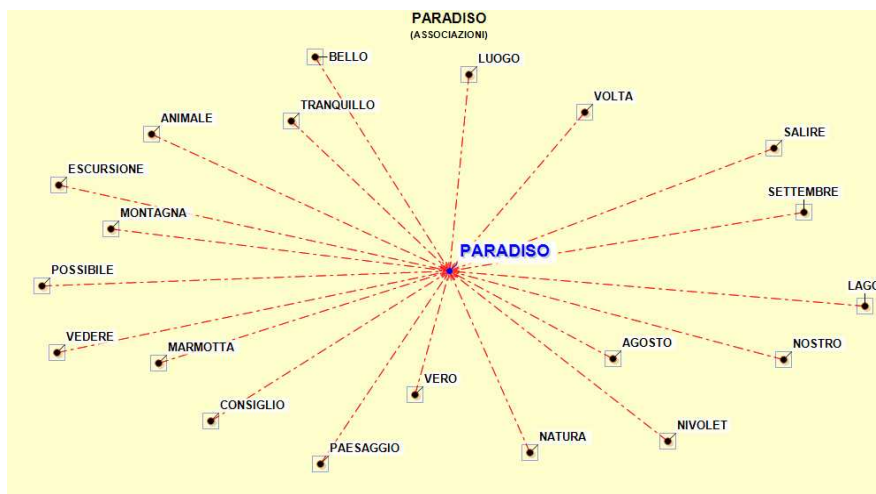 PARADISO
(ASSOCIAZIONI)
BELLO
LUOGO
TRANQUILLO
VOLTA
ANIMALE
SALIRE
ESCURSIONE
SETTEMBRE
MONTAGNA
PARADISO
POSSIBILE
LAGO
VEDERE
MARMOTTA
AGOSTO
NOSTRO
VERO
CONSIGLIO
NIVOLET
PAESAGGIO
NATURA